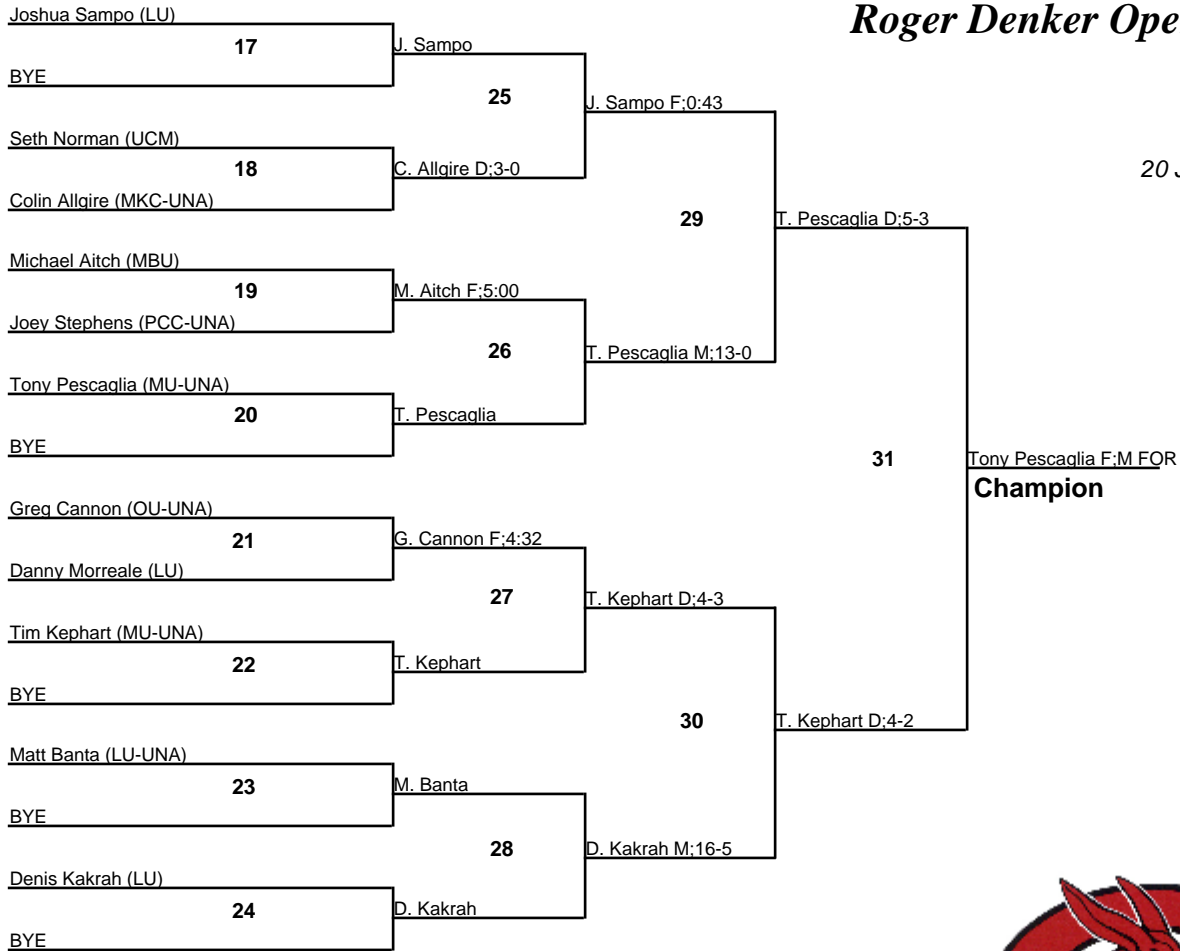 Joshua Sampo (LU)
Roger Denker Ope
17
J. Sampo
BYE
25
J. Sampo F;0:43
Seth Norman (UCM)
18
C. Allgire D;3-0
20 J
Colin Allgire (MKC-UNA)
29
T. Pescaglia D;5-3
Michael Aitch (MBU)
19
M. Aitch F;5:00
Joey Stephens (PCC-UNA)
26
T. Pescaglia M;13-0
Tony Pescaglia (MU-UNA)
20
T. Pescaglia
BYE
31
Tony Pescaglia F;M FOR
Champion
Greg Cannon (OU-UNA)
21
G. Cannon F;4:32
Danny Morreale (LU)
27
T. Kephart D;4-3
Tim Kephart (MU-UNA)
22
T. Kephart
BYE
30
T. Kephart D;4-2
Matt Banta (LU-UNA)
23
M. Banta
BYE
28
D. Kakrah M;16-5
Denis Kakrah (LU)
24
D. Kakrah
BYE